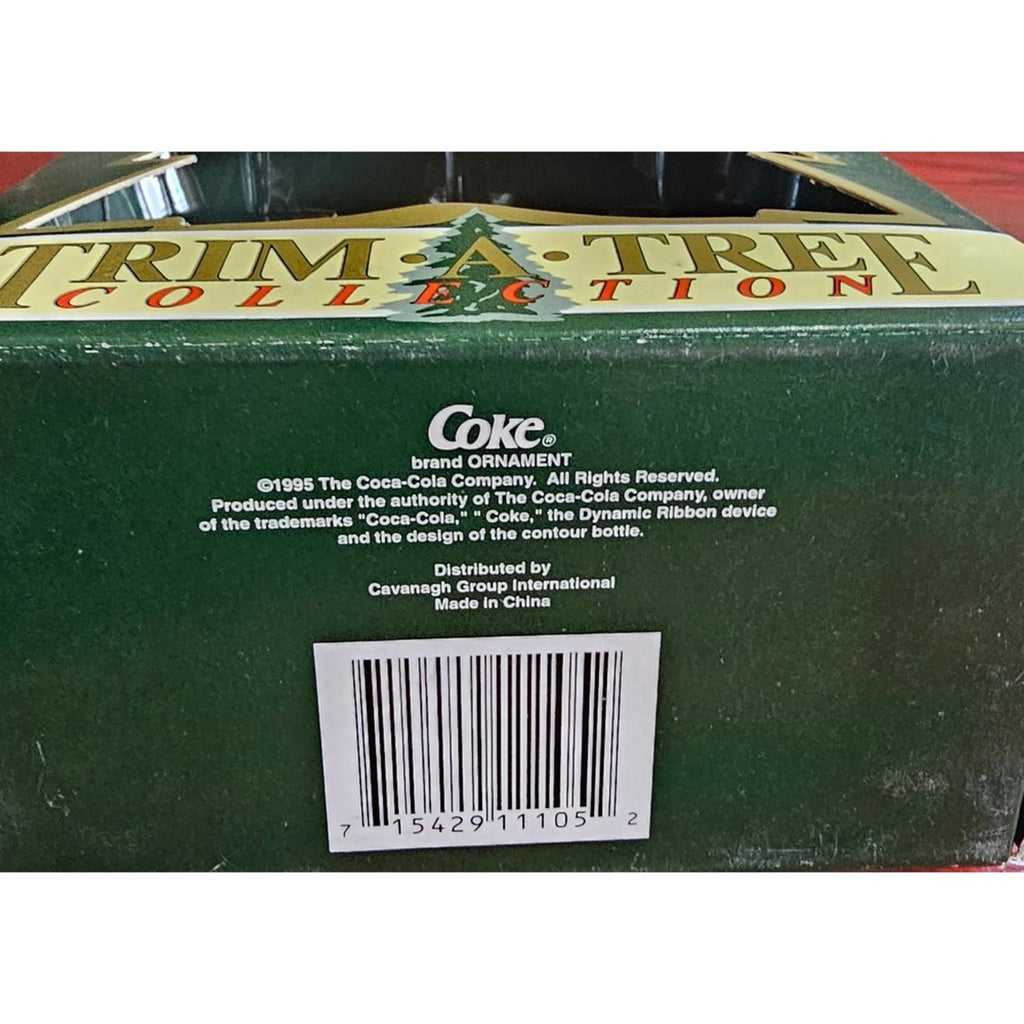 TRIM·A·TREE
COLLECTION
Coke®
brand ORNAMENT
©1995 The Coca-Cola Company. All Rights Reserved.
Produced under the authority of The Coca-Cola Company, owner
of the trademarks "Coca-Cola," " Coke," the Dynamic Ribbon device
and the design of the contour bottle.
Distributed by
Cavanagh Group International
Made in China
7 15429 11105 2